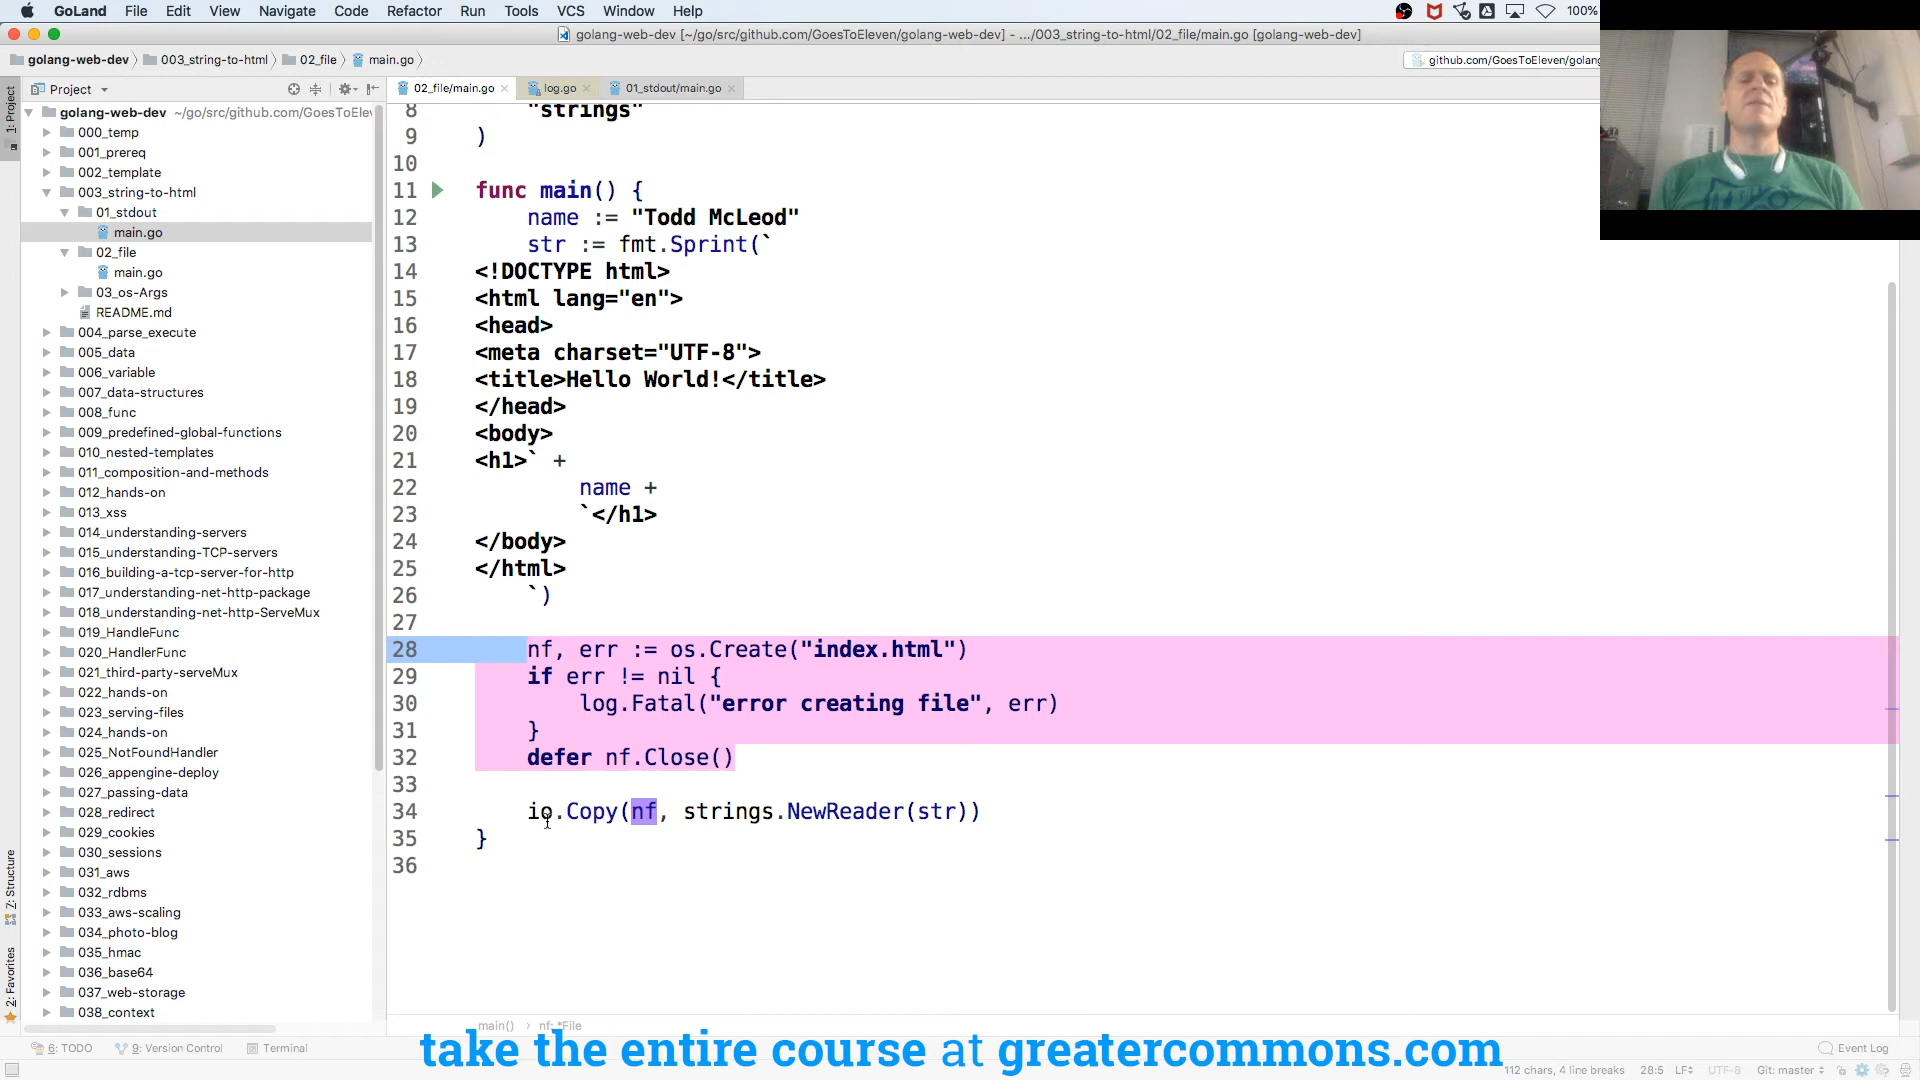 GoLand File Edit View Navigate Code Refactor Run Tools VCS Window Help 100%
golang-web-dev [~/go/src/github.com/GoesToEleven/golang-web-dev] - .../003_string-to-html/02_file/main.go [golang-web-dev]
golang-web-dev 003_string-to-html 02_file main.go github.com/GoesToEleven/golang
1: Project
Project
02_file/main.go log.go 01_stdout/main.go
golang-web-dev ~/go/src/github.com/GoesToElev
000_temp
001_prereq
002_template
003_string-to-html
01_stdout
main.go
02_file
main.go
03_os-Args
README.md
004_parse_execute
005_data
006_variable
007_data-structures
008_func
009_predefined-global-functions
010_nested-templates
011_composition-and-methods
012_hands-on
013_xss
014_understanding-servers
015_understanding-TCP-servers
016_building-a-tcp-server-for-http
017_understanding-net-http-package
018_understanding-net-http-ServeMux
019_HandleFunc
020_HandlerFunc
021_third-party-serveMux
022_hands-on
023_serving-files
024_hands-on
025_NotFoundHandler
026_appengine-deploy
027_passing-data
028_redirect
029_cookies
030_sessions
031_aws
032_rdbms
033_aws-scaling
034_photo-blog
035_hmac
036_base64
037_web-storage
038_context
8 "strings"
9 )
10
11 func main() {
12 name := "Todd McLeod"
13 str := fmt.Sprint(`
14 <!DOCTYPE html>
15 <html lang="en">
16 <head>
17 <meta charset="UTF-8">
18 <title>Hello World!</title>
19 </head>
20 <body>
21 <h1>` +
22 name +
23 `</h1>
24 </body>
25 </html>
26 `)
27
28 nf, err := os.Create("index.html")
29 if err != nil {
30 log.Fatal("error creating file", err)
31 }
32 defer nf.Close()
33
34 io.Copy(nf, strings.NewReader(str))
35 }
36
7: Structure
2: Favorites
main() nf: *File
6: TODO 9: Version Control Terminal Event Log
take the entire course at greatercommons.com
112 chars, 4 line breaks 28:5 LF UTF-8 Git: master